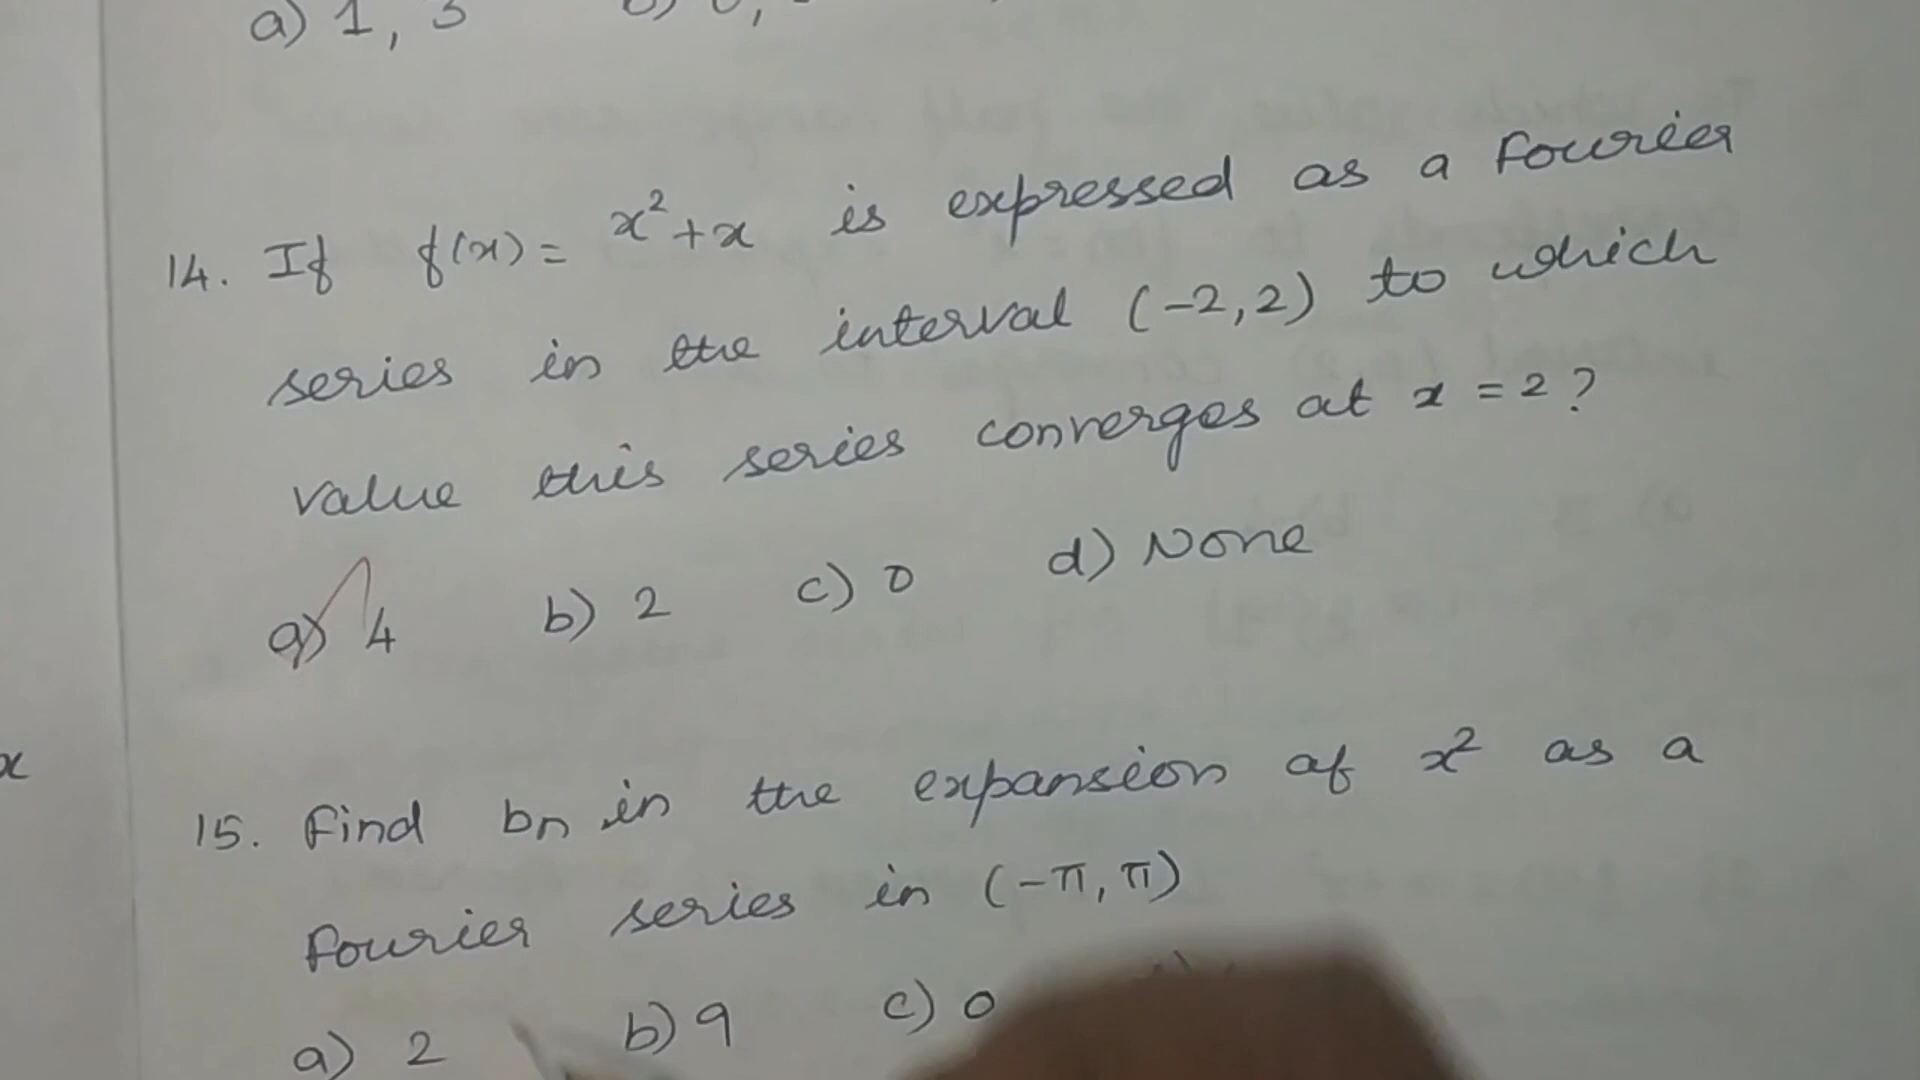 a) 1, 3
14. If f(x) = x²+x is expressed as a Fourier
series in the interval (-2,2) to which
value this series converges at x = 2?
a) 4 b) 2 c) 0 d) None
x
15. Find bn in the expansion of x² as a
Fourier series in (-π, π)
a) 2 b) 9 c) 0